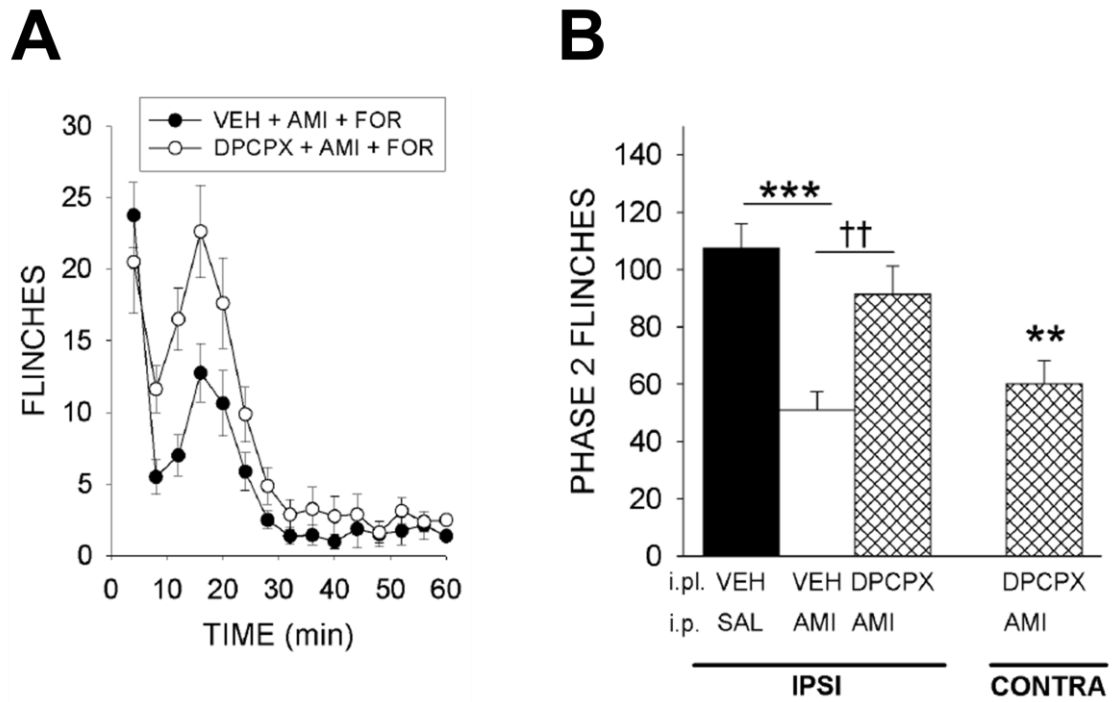 A
VEH + AMI + FOR
DPCPX + AMI + FOR
30
25
20
15
10
5
0
FLINCHES
0 10 20 30 40 50 60
TIME (min)
B
140
120
100
80
60
40
20
0
PHASE 2 FLINCHES
***
††
**
i.pl. VEH VEH DPCPX DPCPX
i.p. SAL AMI AMI AMI
IPSI CONTRA